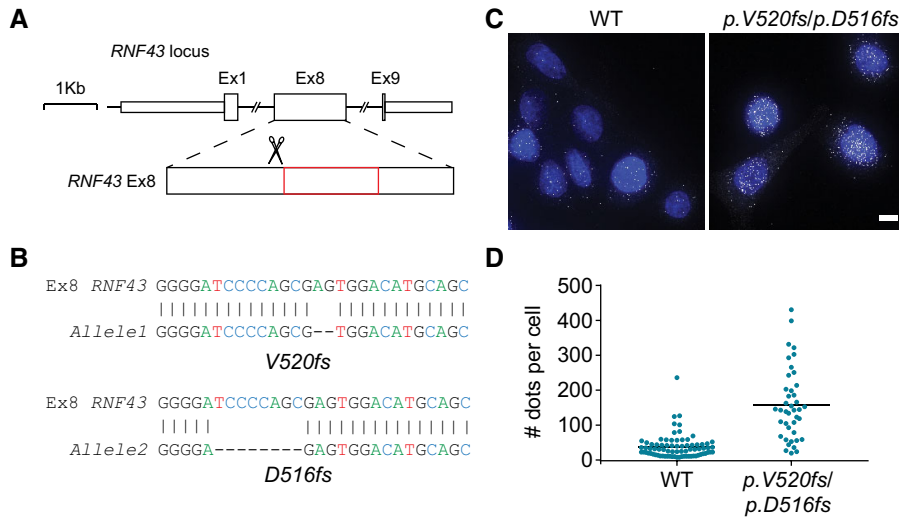 A
RNF43 locus
1Kb
Ex1
Ex8
Ex9
RNF43 Ex8
B
Ex8 RNF43 GGGGATCCCCAGCGAGTGGACATGCAGC
Allele1 GGGGATCCCCAGCG--TGGACATGCAGC
V520fs
Ex8 RNF43 GGGGATCCCCAGCGAGTGGACATGCAGC
Allele2 GGGGA--------GAGTGGACATGCAGC
D516fs
C
WT
p.V520fs/p.D516fs
D
# dots per cell
500
400
300
200
100
0
WT
p.V520fs/
p.D516fs